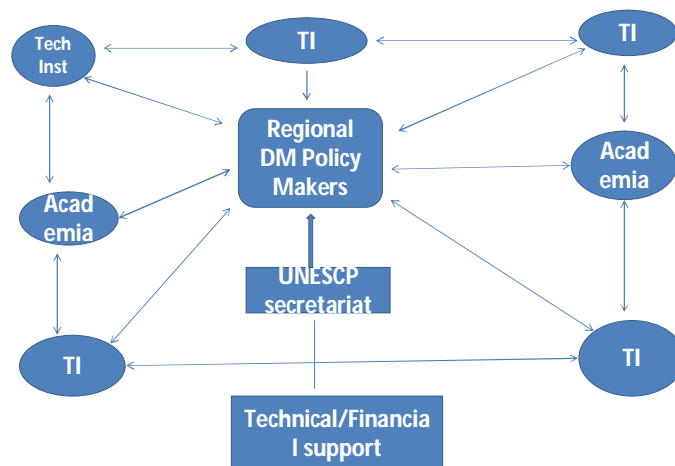 Tech
Inst
TI
TI
Regional
DM Policy
Makers
Acad
emia
Acad
emia
UNESCP
secretariat
TI
TI
Technical/Financia
l support